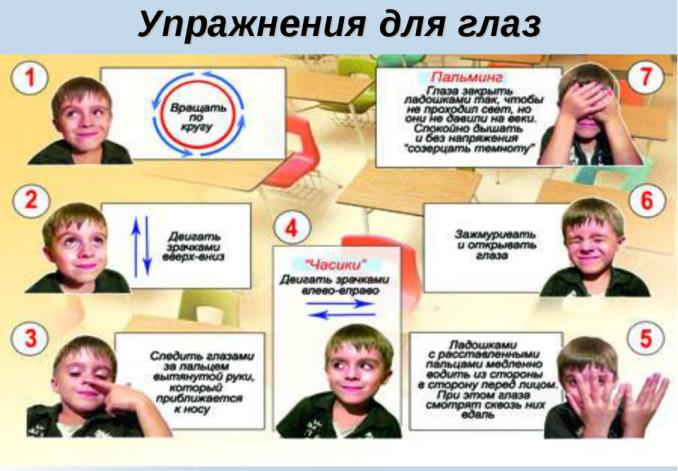 Упражнения для глаз
1
Вращать
по
кругу
2
Двигать
зрачками
вверх-вниз
3
Следить глазами
за пальцем
вытянутой руки,
который
приближается
к носу
4
"Часики"
Двигать зрачками
влево-вправо
5
Ладошками
с расставленными
пальцами медленно
водить из стороны
в сторону перед лицом.
При этом глаза
смотрят сквозь них
вдаль
6
Зажмуривать
и открывать
глаза
7
Пальминг
Глаза закрыть
ладошками так, чтобы
не проходил свет, но
они не давили на веки.
Спокойно дышать
и без напряжения
"созерцать темноту"